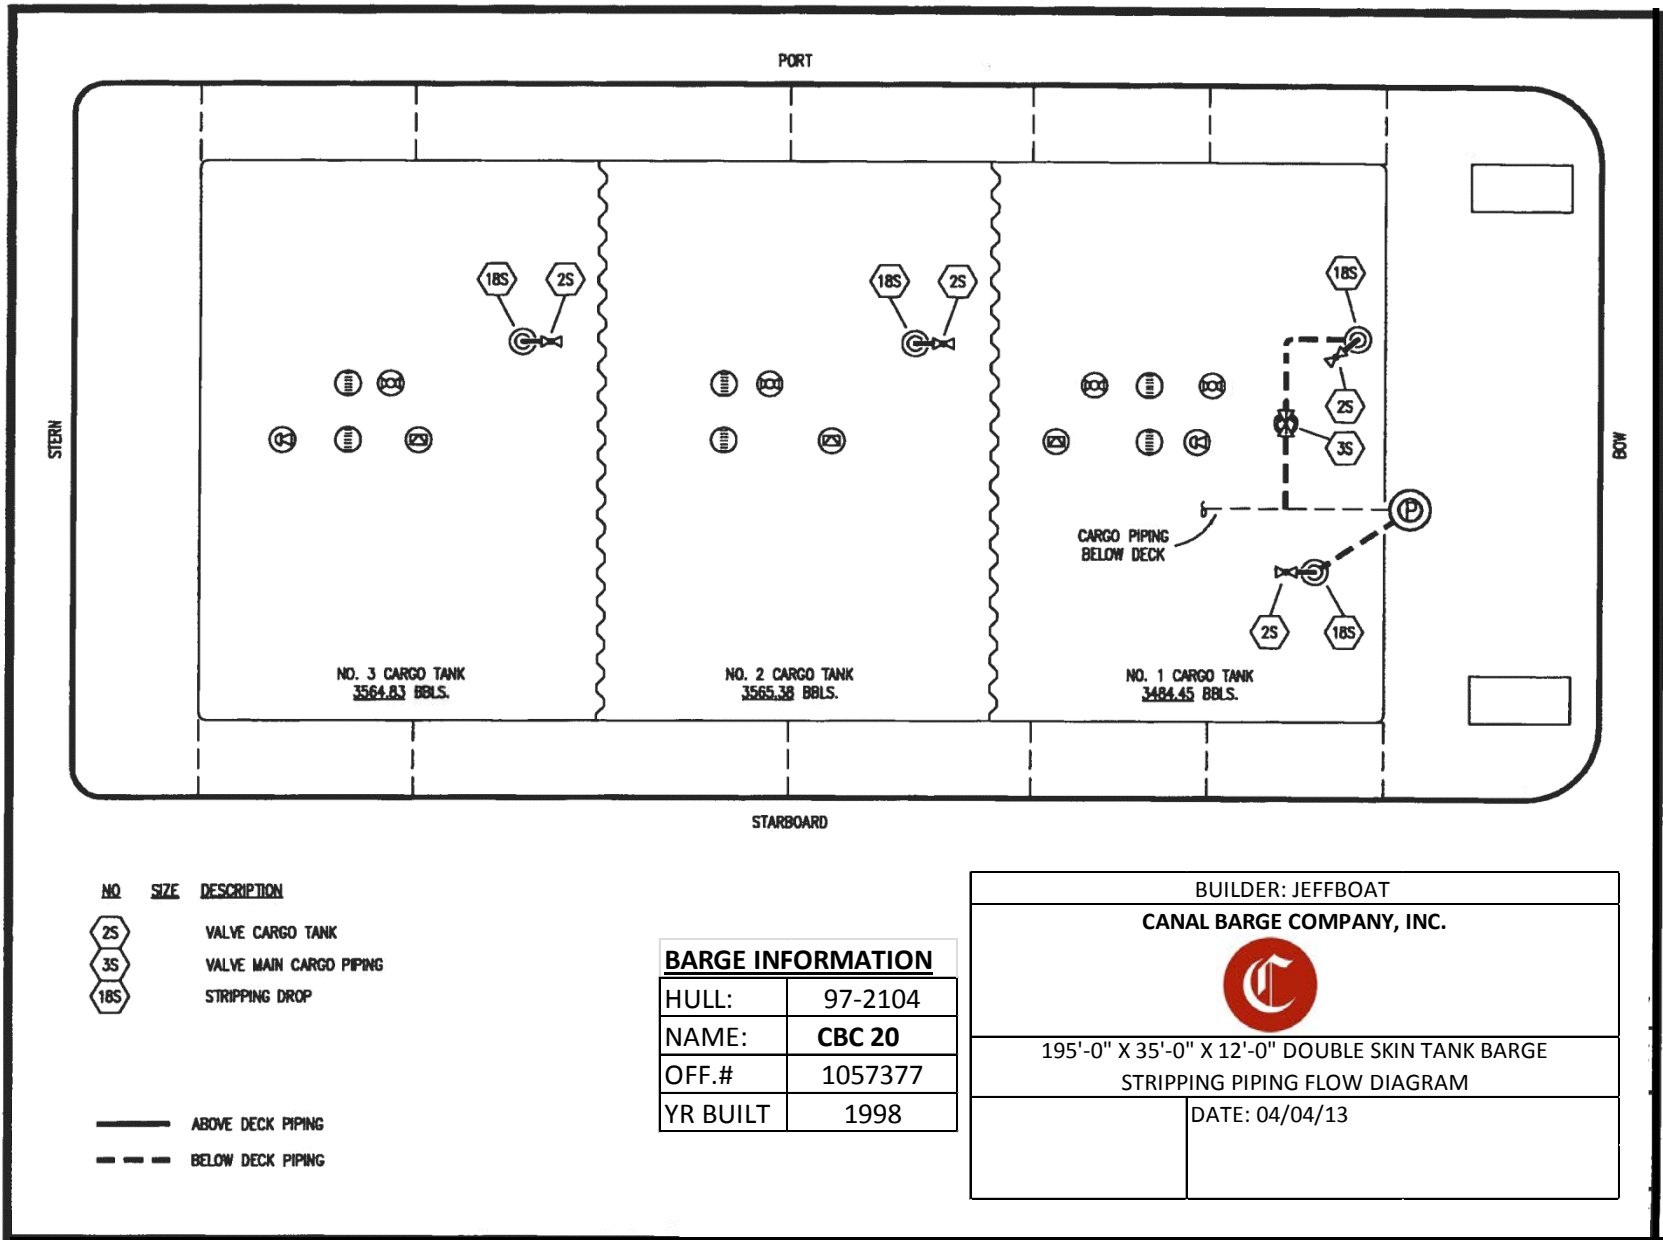 PORT
18S 2S 18S 2S 18S
2S
3S
STERN
BOW
P
CARGO PIPING
BELOW DECK
2S 18S
NO. 3 CARGO TANK
3564.83 BBLS.
NO. 2 CARGO TANK
3565.38 BBLS.
NO. 1 CARGO TANK
3484.45 BBLS.
STARBOARD
NO SIZE DESCRIPTION
2S VALVE CARGO TANK
3S VALVE MAIN CARGO PIPING
18S STRIPPING DROP
ABOVE DECK PIPING
BELOW DECK PIPING
BARGE INFORMATION
HULL: 97-2104
NAME: CBC 20
OFF.# 1057377
YR BUILT 1998
BUILDER: JEFFBOAT
CANAL BARGE COMPANY, INC.
C
195'-0" X 35'-0" X 12'-0" DOUBLE SKIN TANK BARGE
STRIPPING PIPING FLOW DIAGRAM
DATE: 04/04/13